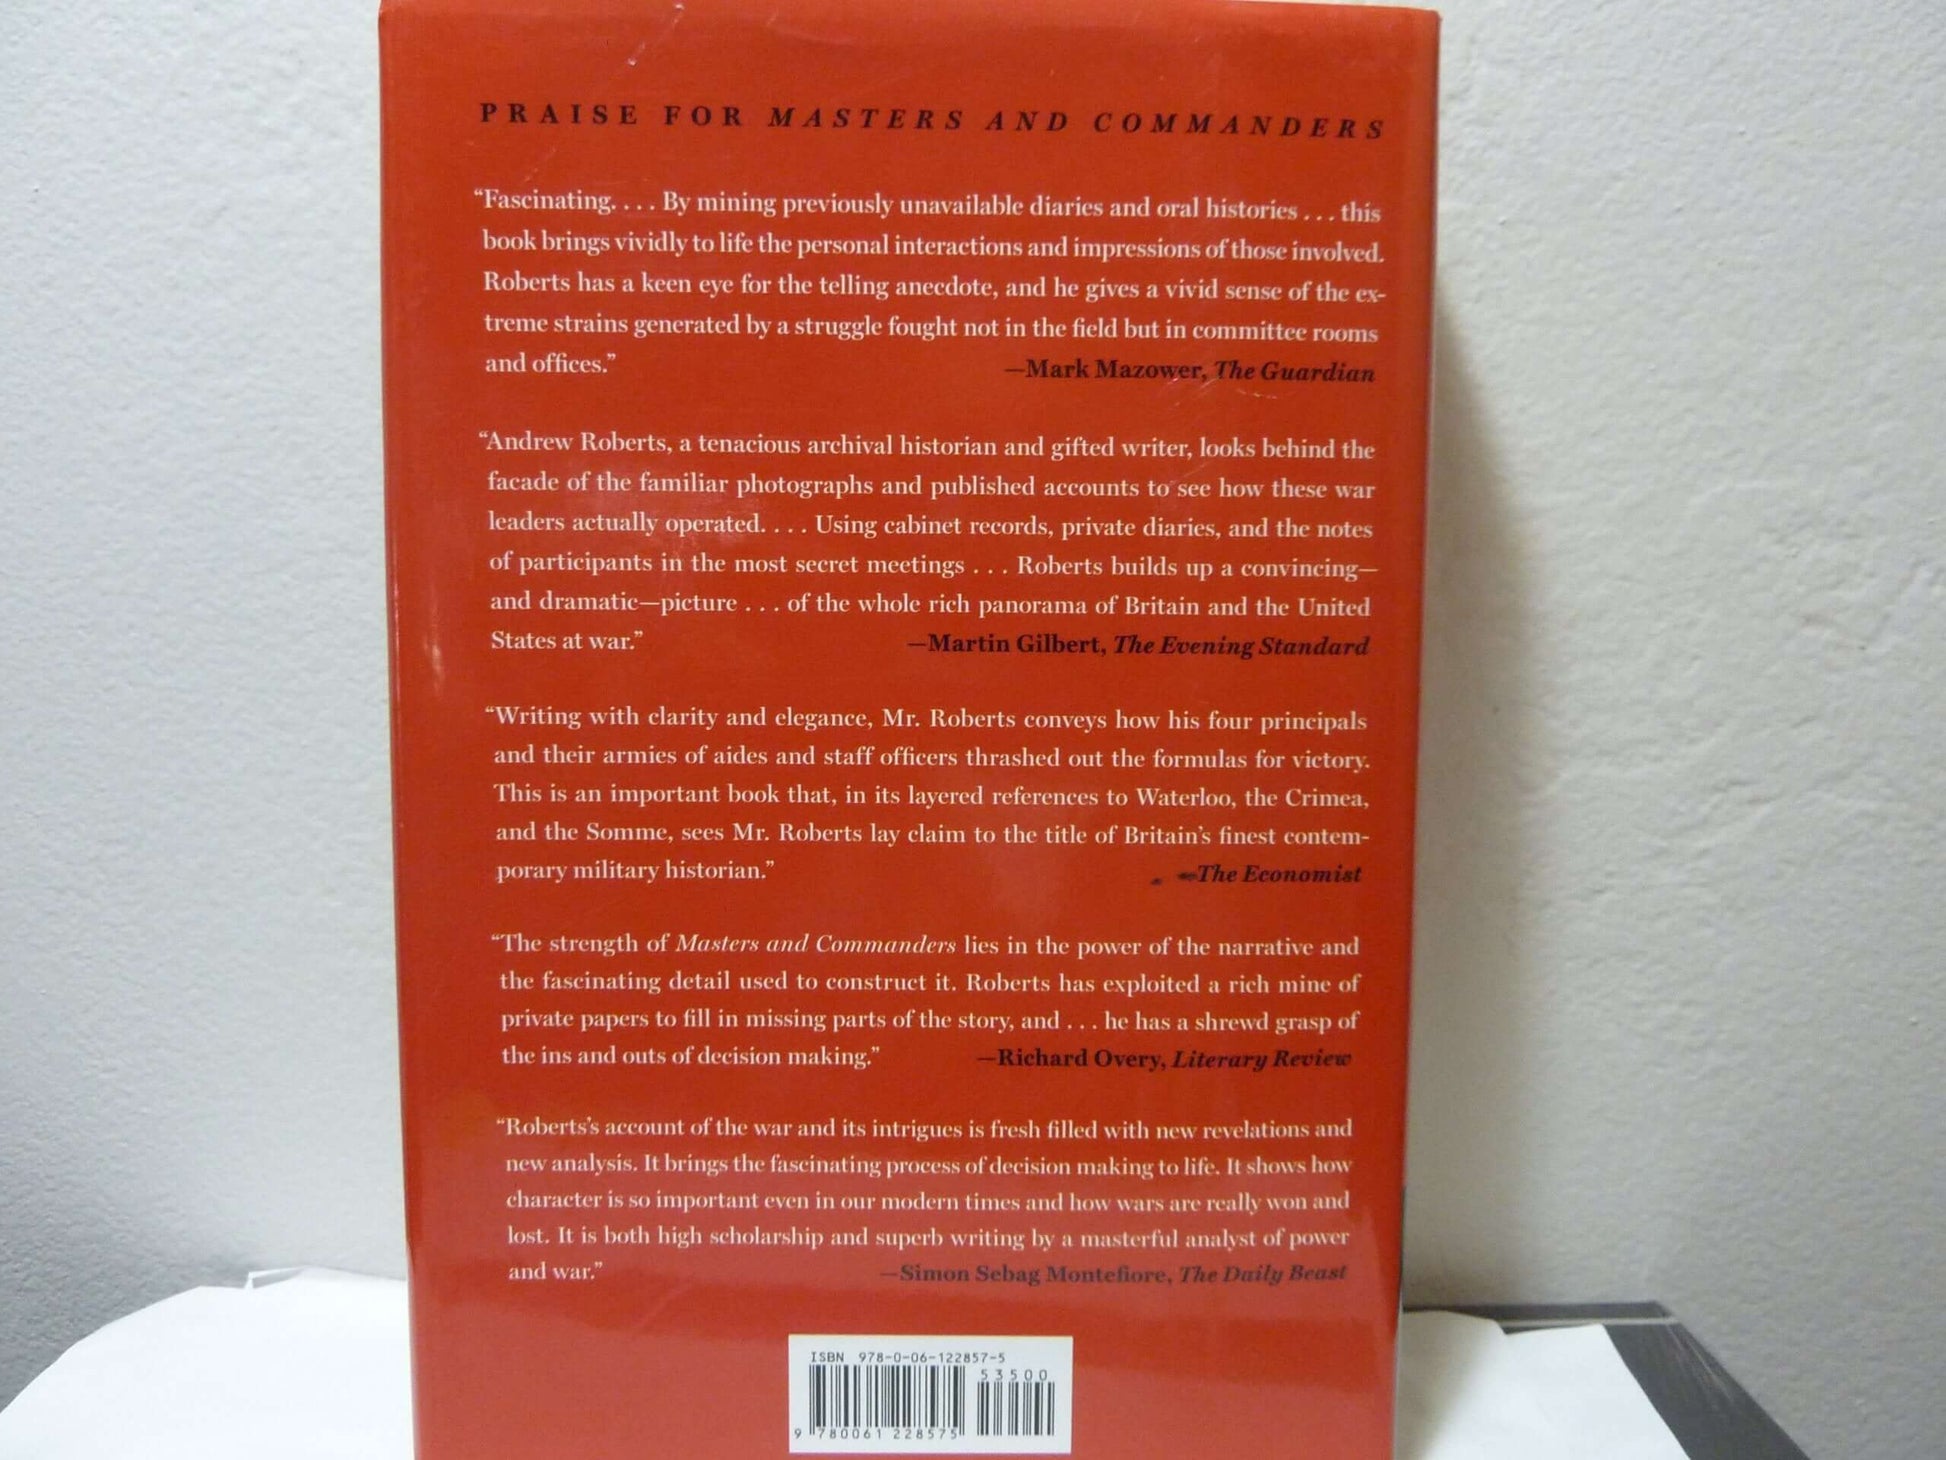 PRAISE FOR MASTERS AND COMMANDERS
“Fascinating. . . . By mining previously unavailable diaries and oral histories . . . this
book brings vividly to life the personal interactions and impressions of those involved.
Roberts has a keen eye for the telling anecdote, and he gives a vivid sense of the ex-
treme strains generated by a struggle fought not in the field but in committee rooms
and offices.” —Mark Mazower, The Guardian
“Andrew Roberts, a tenacious archival historian and gifted writer, looks behind the
facade of the familiar photographs and published accounts to see how these war
leaders actually operated. . . . Using cabinet records, private diaries, and the notes
of participants in the most secret meetings . . . Roberts builds up a convincing—
and dramatic—picture . . . of the whole rich panorama of Britain and the United
States at war.” —Martin Gilbert, The Evening Standard
“Writing with clarity and elegance, Mr. Roberts conveys how his four principals
and their armies of aides and staff officers thrashed out the formulas for victory.
This is an important book that, in its layered references to Waterloo, the Crimea,
and the Somme, sees Mr. Roberts lay claim to the title of Britain’s finest contem-
porary military historian.” —The Economist
“The strength of Masters and Commanders lies in the power of the narrative and
the fascinating detail used to construct it. Roberts has exploited a rich mine of
private papers to fill in missing parts of the story, and . . . he has a shrewd grasp of
the ins and outs of decision making.” —Richard Overy, Literary Review
“Roberts’s account of the war and its intrigues is fresh filled with new revelations and
new analysis. It brings the fascinating process of decision making to life. It shows how
character is so important even in our modern times and how wars are really won and
lost. It is both high scholarship and superb writing by a masterful analyst of power
and war.” —Simon Sebag Montefiore, The Daily Beast
ISBN 978-0-06-122857-5
53500
9 780061 228575